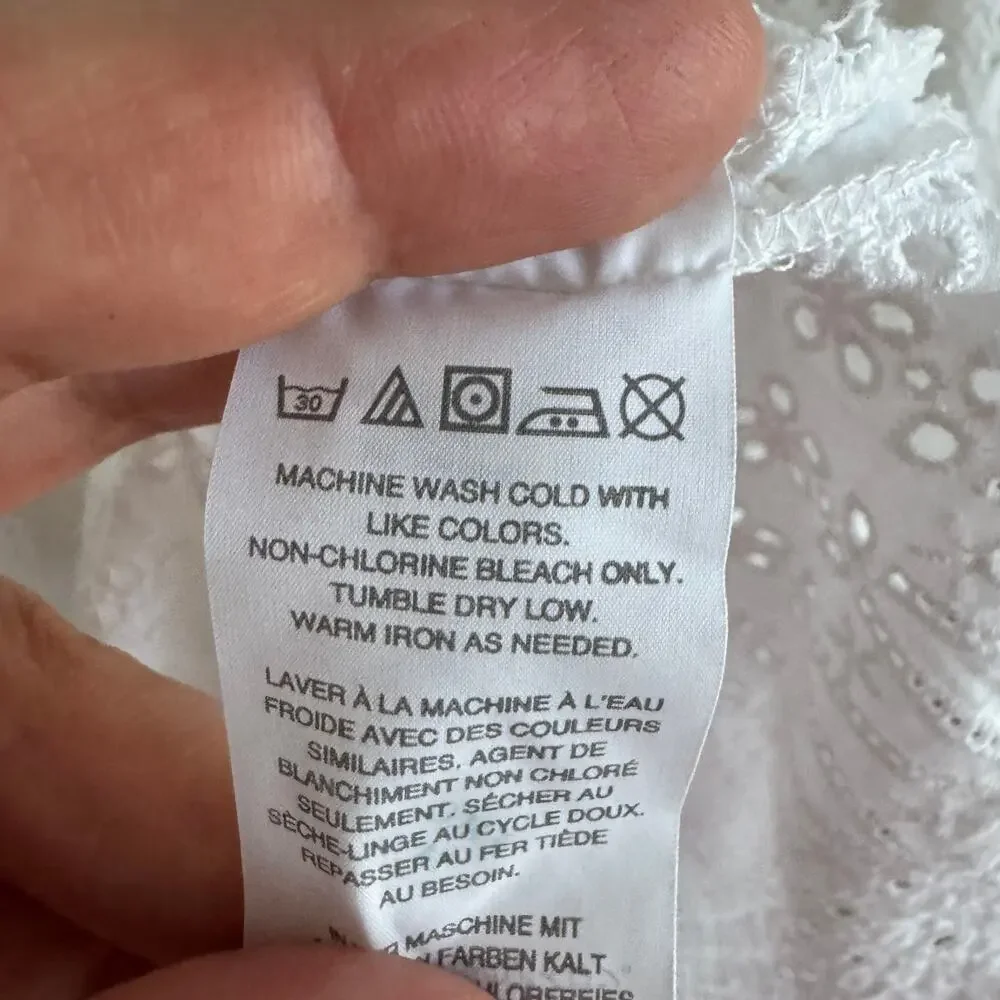 30
MACHINE WASH COLD WITH
LIKE COLORS.
NON-CHLORINE BLEACH ONLY.
TUMBLE DRY LOW.
WARM IRON AS NEEDED.
LAVER À LA MACHINE À L'EAU
FROIDE AVEC DES COULEURS
SIMILAIRES. AGENT DE
BLANCHIMENT NON CHLORÉ
SEULEMENT. SÉCHER AU
SÈCHE-LINGE AU CYCLE DOUX.
REPASSER AU FER TIÈDE
AU BESOIN.
MASCHINE MIT
FARBEN KALT